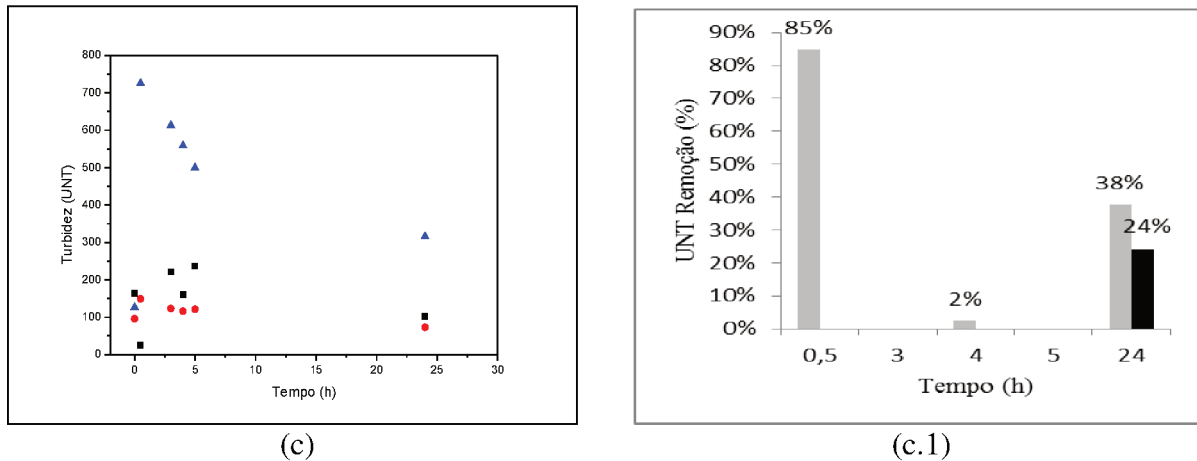 800
700
600
500
400
300
200
100
0
Turbidez (UNT)
0 5 10 15 20 25 30
Tempo (h)
(c)
90%
80%
70%
60%
50%
40%
30%
20%
10%
0%
UNT Remoção (%)
85%
2%
38%
24%
0,5 3 4 5 24
Tempo (h)
(c.1)